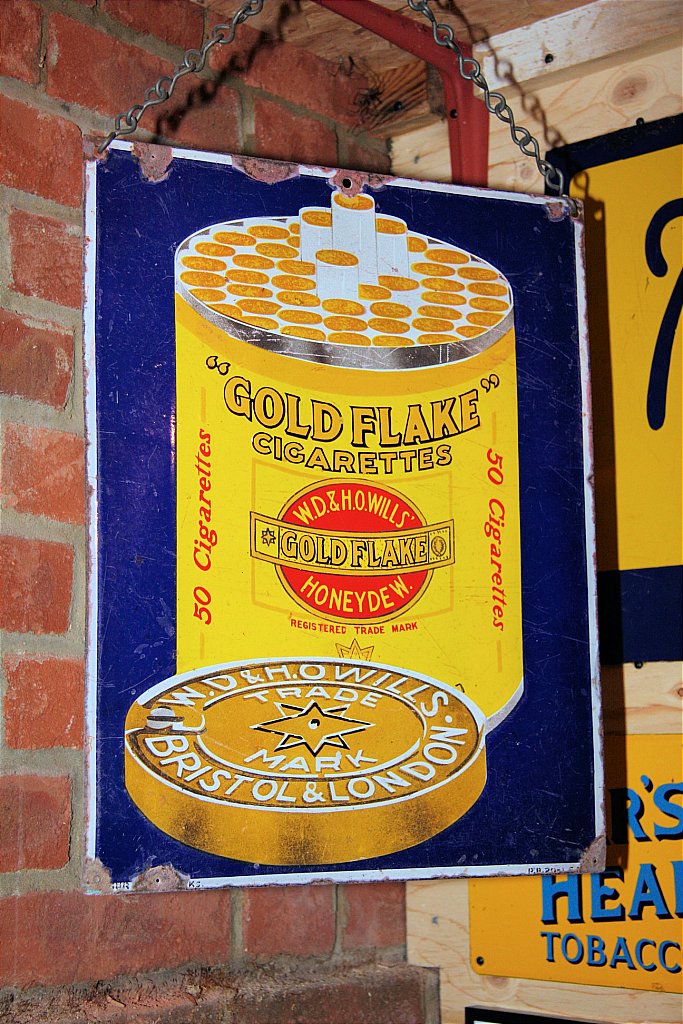 "GOLD FLAKE"
CIGARETTES
50 Cigarettes
50 Cigarettes
W.D.&H.O.WILLS'
GOLD FLAKE
HONEYDEW.
REGISTERED TRADE MARK
W.D.&H.O WILLS.
TRADE
MARK
BRISTOL & LONDON
R'S
HEA
TOBACC